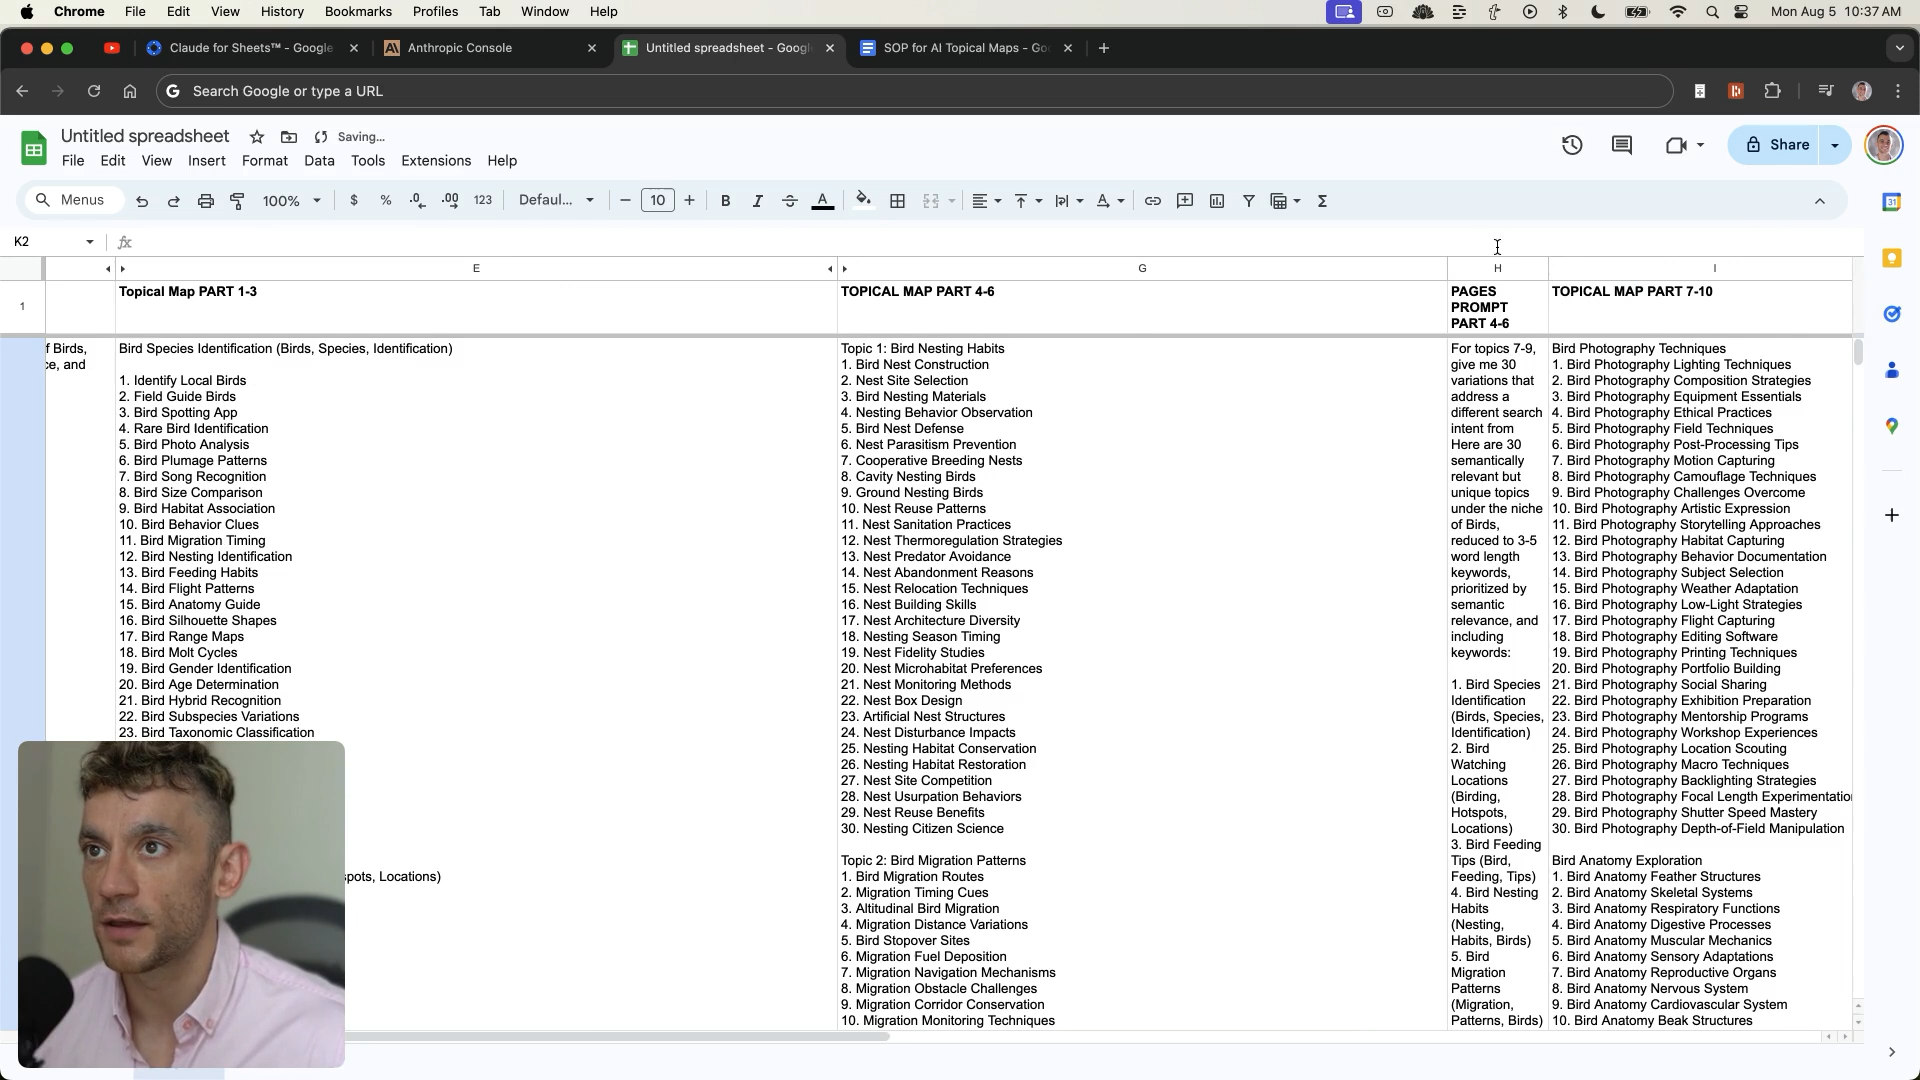 Chrome File Edit View History Bookmarks Profiles Tab Window Help
Mon Aug 5 10:37 AM
Claude for Sheets™ - Google
Anthropic Console
Untitled spreadsheet - Google
SOP for AI Topical Maps - Go
Search Google or type a URL
Untitled spreadsheet
Saving...
Share
File Edit View Insert Format Data Tools Extensions Help
Menus
100%
$ % .0 .00 123
Defaul...
10
K2
E G H I
1
Topical Map PART 1-3
TOPICAL MAP PART 4-6
PAGES
PROMPT
PART 4-6
TOPICAL MAP PART 7-10
f Birds,
ce, and
Bird Species Identification (Birds, Species, Identification)
1. Identify Local Birds
2. Field Guide Birds
3. Bird Spotting App
4. Rare Bird Identification
5. Bird Photo Analysis
6. Bird Plumage Patterns
7. Bird Song Recognition
8. Bird Size Comparison
9. Bird Habitat Association
10. Bird Behavior Clues
11. Bird Migration Timing
12. Bird Nesting Identification
13. Bird Feeding Habits
14. Bird Flight Patterns
15. Bird Anatomy Guide
16. Bird Silhouette Shapes
17. Bird Range Maps
18. Bird Molt Cycles
19. Bird Gender Identification
20. Bird Age Determination
21. Bird Hybrid Recognition
22. Bird Subspecies Variations
23. Bird Taxonomic Classification
spots, Locations)
Topic 1: Bird Nesting Habits
1. Bird Nest Construction
2. Nest Site Selection
3. Bird Nesting Materials
4. Nesting Behavior Observation
5. Bird Nest Defense
6. Nest Parasitism Prevention
7. Cooperative Breeding Nests
8. Cavity Nesting Birds
9. Ground Nesting Birds
10. Nest Reuse Patterns
11. Nest Sanitation Practices
12. Nest Thermoregulation Strategies
13. Nest Predator Avoidance
14. Nest Abandonment Reasons
15. Nest Relocation Techniques
16. Nest Building Skills
17. Nest Architecture Diversity
18. Nesting Season Timing
19. Nest Fidelity Studies
20. Nest Microhabitat Preferences
21. Nest Monitoring Methods
22. Nest Box Design
23. Artificial Nest Structures
24. Nest Disturbance Impacts
25. Nesting Habitat Conservation
26. Nesting Habitat Restoration
27. Nest Site Competition
28. Nest Usurpation Behaviors
29. Nest Reuse Benefits
30. Nesting Citizen Science
Topic 2: Bird Migration Patterns
1. Bird Migration Routes
2. Migration Timing Cues
3. Altitudinal Bird Migration
4. Migration Distance Variations
5. Bird Stopover Sites
6. Migration Fuel Deposition
7. Migration Navigation Mechanisms
8. Migration Obstacle Challenges
9. Migration Corridor Conservation
10. Migration Monitoring Techniques
For topics 7-9,
give me 30
variations that
address a
different search
intent from
Here are 30
semantically
relevant but
unique topics
under the niche
of Birds,
reduced to 3-5
word length
keywords,
prioritized by
semantic
relevance, and
including
keywords:
1. Bird Species
Identification
(Birds, Species,
Identification)
2. Bird
Watching
Locations
(Birding,
Hotspots,
Locations)
3. Bird Feeding
Tips (Bird,
Feeding, Tips)
4. Bird Nesting
Habits
(Nesting,
Habits, Birds)
5. Bird
Migration
Patterns
(Migration,
Patterns, Birds)
Bird Photography Techniques
1. Bird Photography Lighting Techniques
2. Bird Photography Composition Strategies
3. Bird Photography Equipment Essentials
4. Bird Photography Ethical Practices
5. Bird Photography Field Techniques
6. Bird Photography Post-Processing Tips
7. Bird Photography Motion Capturing
8. Bird Photography Camouflage Techniques
9. Bird Photography Challenges Overcome
10. Bird Photography Artistic Expression
11. Bird Photography Storytelling Approaches
12. Bird Photography Habitat Capturing
13. Bird Photography Behavior Documentation
14. Bird Photography Subject Selection
15. Bird Photography Weather Adaptation
16. Bird Photography Low-Light Strategies
17. Bird Photography Flight Capturing
18. Bird Photography Editing Software
19. Bird Photography Printing Techniques
20. Bird Photography Portfolio Building
21. Bird Photography Social Sharing
22. Bird Photography Exhibition Preparation
23. Bird Photography Mentorship Programs
24. Bird Photography Workshop Experiences
25. Bird Photography Location Scouting
26. Bird Photography Macro Techniques
27. Bird Photography Backlighting Strategies
28. Bird Photography Focal Length Experimentatio
29. Bird Photography Shutter Speed Mastery
30. Bird Photography Depth-of-Field Manipulation
Bird Anatomy Exploration
1. Bird Anatomy Feather Structures
2. Bird Anatomy Skeletal Systems
3. Bird Anatomy Respiratory Functions
4. Bird Anatomy Digestive Processes
5. Bird Anatomy Muscular Mechanics
6. Bird Anatomy Sensory Adaptations
7. Bird Anatomy Reproductive Organs
8. Bird Anatomy Nervous System
9. Bird Anatomy Cardiovascular System
10. Bird Anatomy Beak Structures